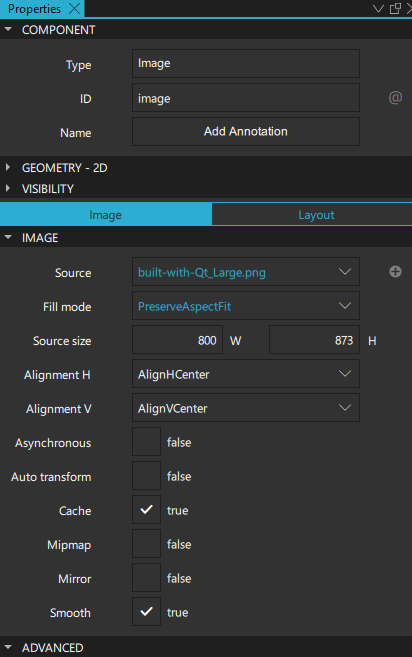 Properties
COMPONENT
Type Image
ID image @
Name Add Annotation
GEOMETRY - 2D
VISIBILITY
Image Layout
IMAGE
Source built-with-Qt_Large.png
Fill mode PreserveAspectFit
Source size 800 W 873 H
Alignment H AlignHCenter
Alignment V AlignVCenter
Asynchronous false
Auto transform false
Cache true
Mipmap false
Mirror false
Smooth true
ADVANCED